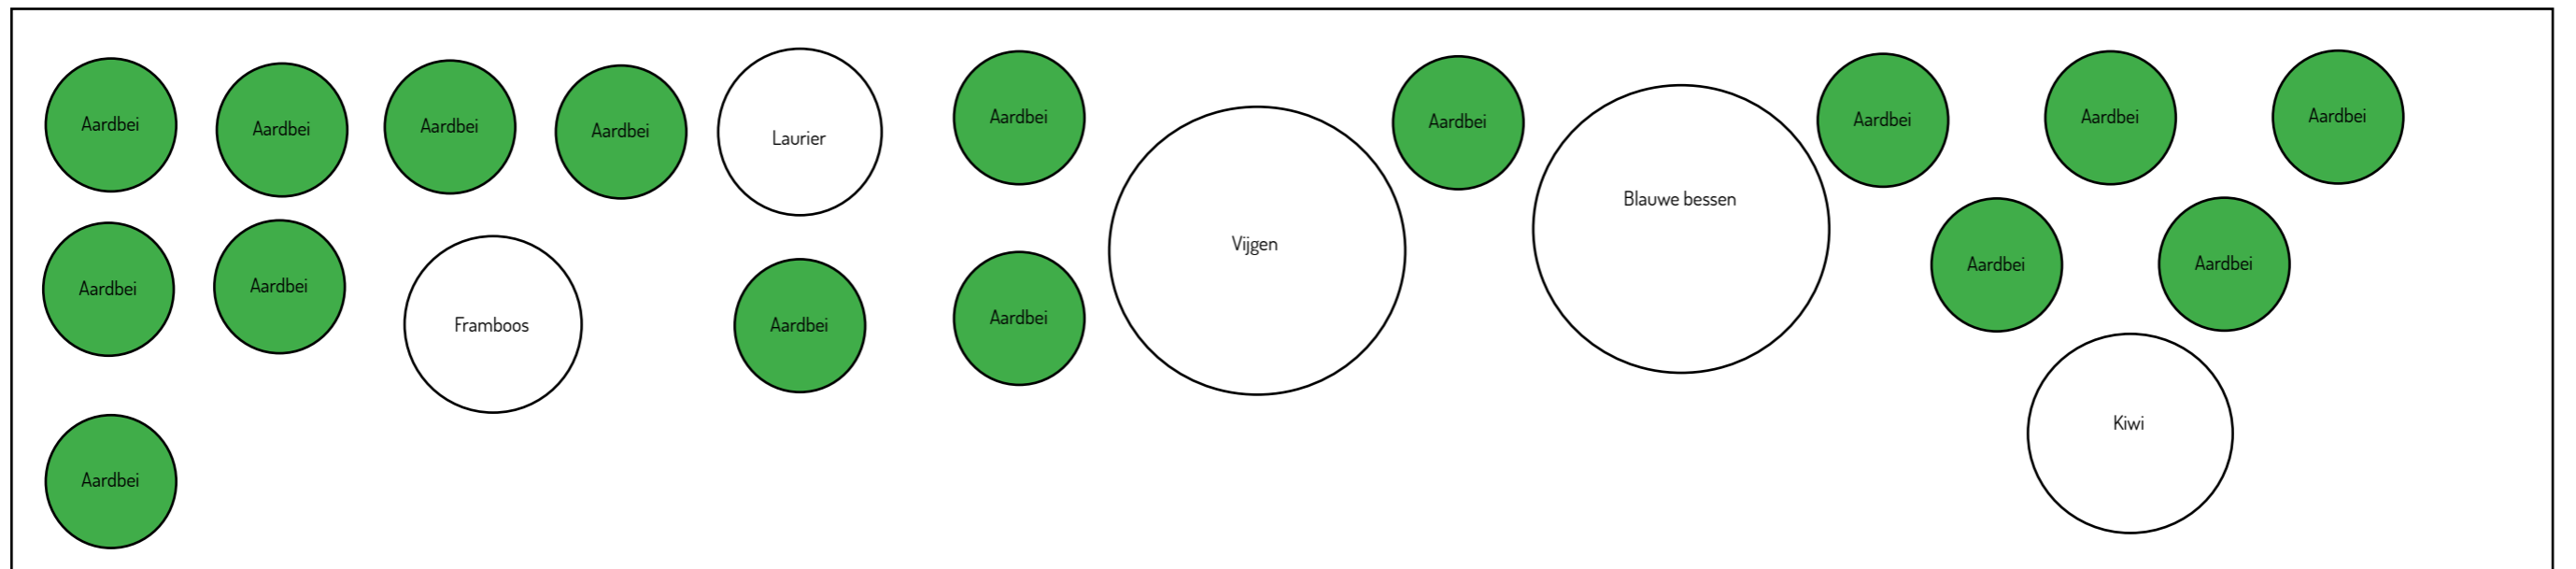 Aardbei
Aardbei
Aardbei
Aardbei
Laurier
Aardbei
Aardbei
Aardbei
Aardbei
Aardbei
Blauwe bessen
Vijgen
Aardbei
Aardbei
Aardbei
Aardbei
Framboos
Aardbei
Aardbei
Kiwi
Aardbei